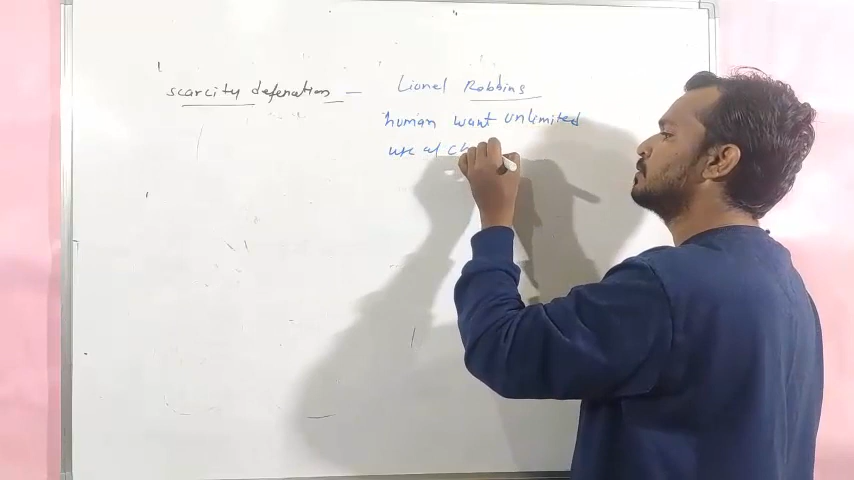 scarcity defenation — Lionel Robbins
human want unlimited
use of ch